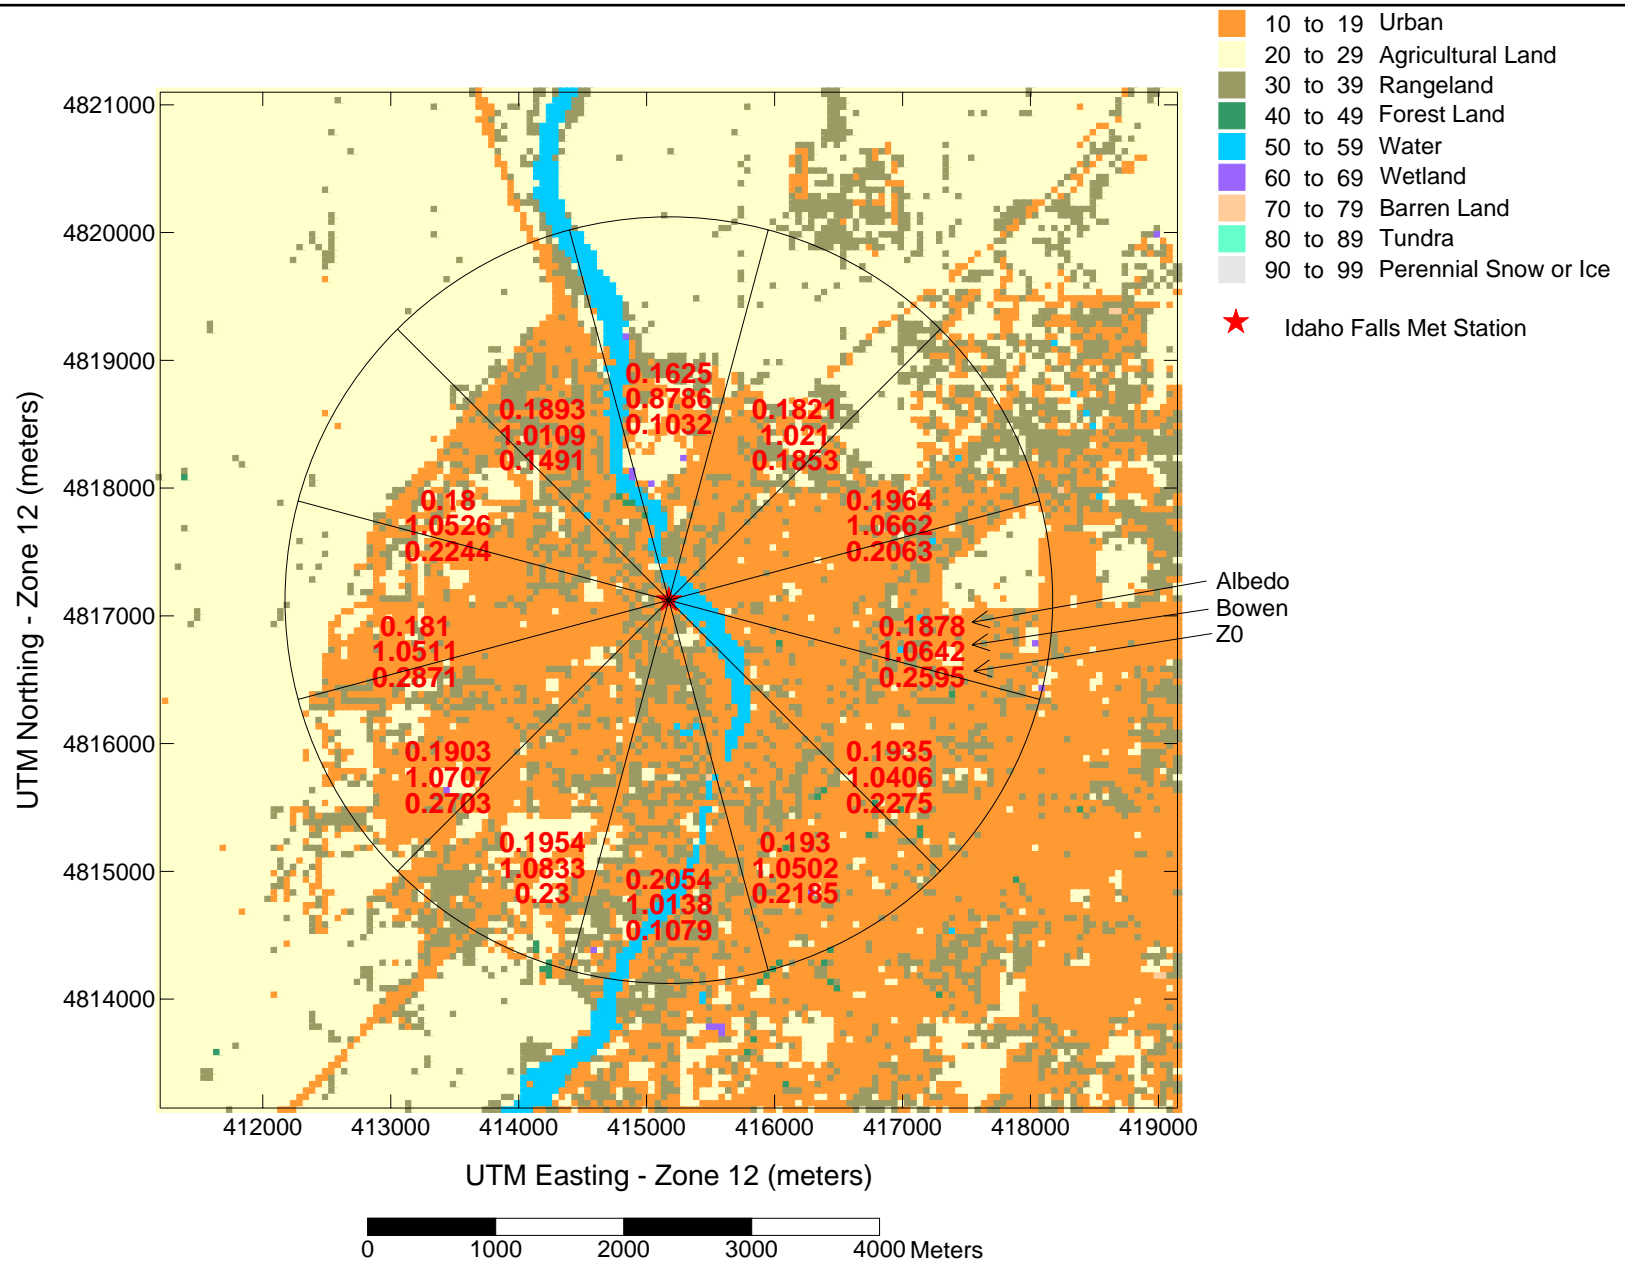 10 to 19 Urban
20 to 29 Agricultural Land
30 to 39 Rangeland
40 to 49 Forest Land
50 to 59 Water
60 to 69 Wetland
70 to 79 Barren Land
80 to 89 Tundra
90 to 99 Perennial Snow or Ice
Idaho Falls Met Station
UTM Northing - Zone 12 (meters)
4821000
4820000
4819000
4818000
4817000
4816000
4815000
4814000
0.1625
0.8786
0.1032
0.1821
1.021
0.1853
0.1964
1.0662
0.2063
0.1878
1.0642
0.2595
0.1935
1.0406
0.2275
0.193
1.0502
0.2185
0.2054
1.0138
0.1079
0.1954
1.0833
0.23
0.1903
1.0707
0.2703
0.181
1.0511
0.2871
0.18
1.0526
0.2244
0.1893
1.0109
0.1491
Albedo
Bowen
Z0
412000 413000 414000 415000 416000 417000 418000 419000
UTM Easting - Zone 12 (meters)
0 1000 2000 3000 4000 Meters